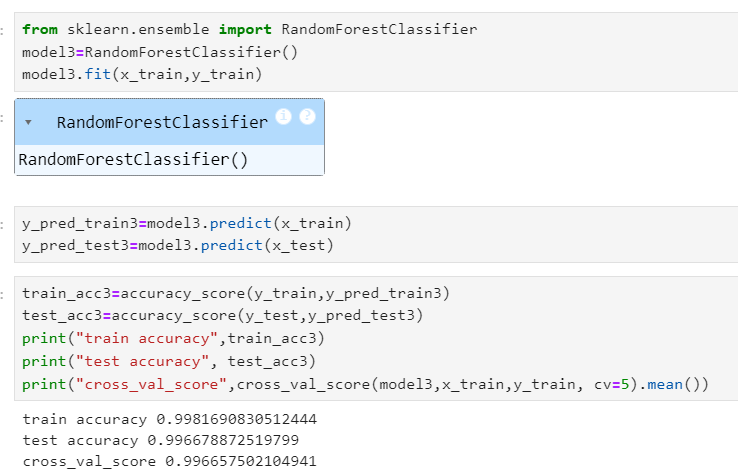 from sklearn.ensemble import RandomForestClassifier
model3=RandomForestClassifier()
model3.fit(x_train,y_train)
RandomForestClassifier i ?
RandomForestClassifier()
y_pred_train3=model3.predict(x_train)
y_pred_test3=model3.predict(x_test)
train_acc3=accuracy_score(y_train,y_pred_train3)
test_acc3=accuracy_score(y_test,y_pred_test3)
print("train accuracy",train_acc3)
print("test accuracy", test_acc3)
print("cross_val_score",cross_val_score(model3,x_train,y_train, cv=5).mean())
train accuracy 0.9981690830512444
test accuracy 0.996678872519799
cross_val_score 0.996657502104941